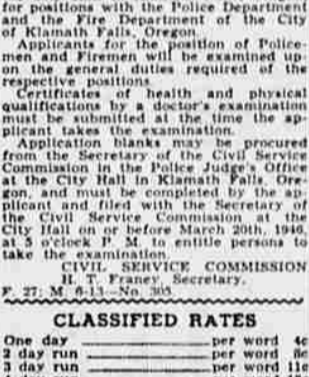 for positions with the Police Department
and the Fire Department of the City
of Klamath Falls, Oregon.
Applicants for the position of Police-
men and Firemen will be examined up-
on the general duties required of the
respective positions.
Certificates of health and physical
qualifications by a doctor's examination
must be submitted at the time the ap-
plicant takes the examination.
Application blanks may be procured
from the Secretary of the Civil Service
Commission in the Police Judge's Office
at the City Hall in Klamath Falls, Ore-
gon, and must be completed by the ap-
plicant and filed with the Secretary of
the Civil Service Commission at the
City Hall on or before March 20th, 1946,
at 5 o'clock P. M. to entitle persons to
take the examination.
CIVIL SERVICE COMMISSION
H. T. Franey, Secretary.
F. 27; M. 6-13—No. 305
CLASSIFIED RATES
One day per word 4c
2 day run per word 8c
3 day run per word 11c